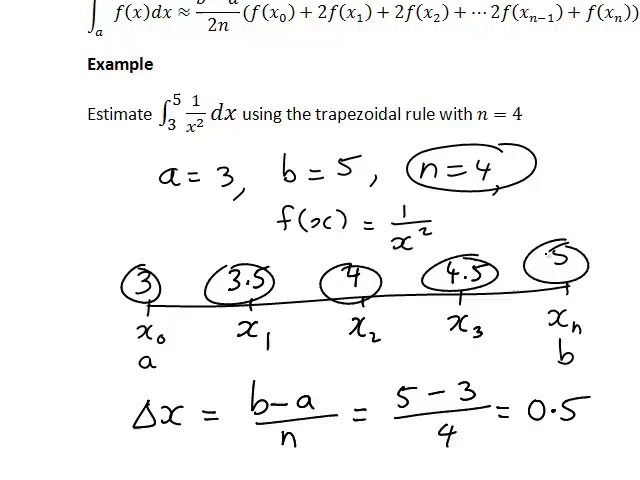 ∫ₐ f(x)dx ≈ b − a / 2n (f(x₀) + 2f(x₁) + 2f(x₂) + ⋯ 2f(xₙ₋₁) + f(xₙ))
Example
Estimate ∫₃⁵ 1/x² dx using the trapezoidal rule with n = 4
a = 3, b = 5, n = 4,
f(x) = 1/x²
3 3.5 4 4.5 5
x₀ x₁ x₂ x₃ xₙ
a b
Δx = b−a/n = 5 − 3/4 = 0.5